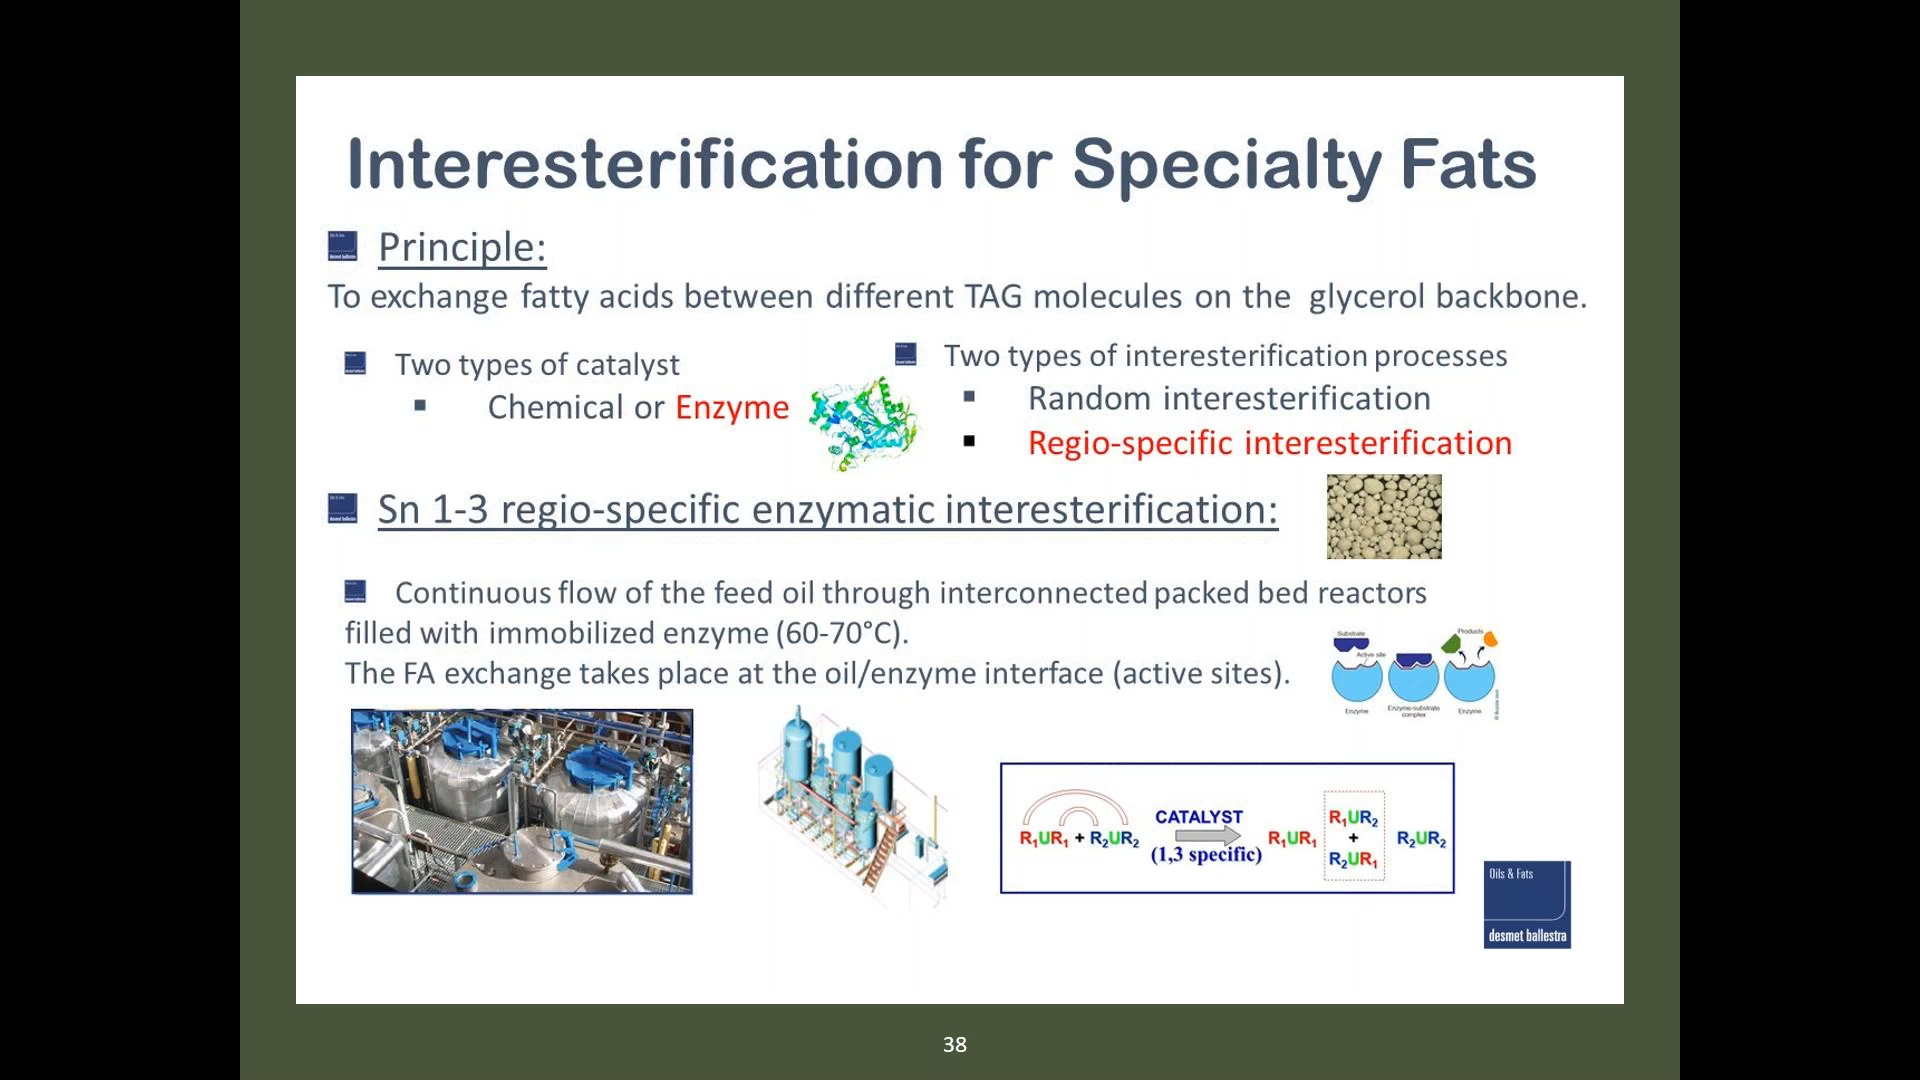 Interesterification for Specialty Fats
Principle:
To exchange fatty acids between different TAG molecules on the glycerol backbone.
Two types of catalyst
Chemical or Enzyme
Two types of interesterification processes
Random interesterification
Regio-specific interesterification
Sn 1-3 regio-specific enzymatic interesterification:
Continuous flow of the feed oil through interconnected packed bed reactors
filled with immobilized enzyme (60-70°C).
The FA exchange takes place at the oil/enzyme interface (active sites).
Substrate
Products
Active site
Enzyme
Enzyme-substrate
complex
Enzyme
R₁UR₁ + R₂UR₂
CATALYST
(1,3 specific)
R₁UR₁
R₁UR₂
+
R₂UR₁
R₂UR₂
Oils & Fats
desmet ballestra
38